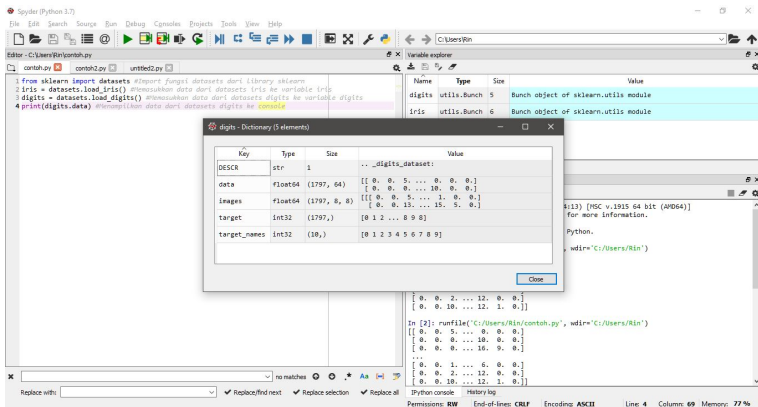 Spyder (Python 3.7)
File Edit Search Source Run Debug Consoles Projects Tools View Help
C:\Users\Rin
Editor - C:\Users\Rin\contoh.py
contoh.py contoh2.py untitled2.py
1 from sklearn import datasets #Import fungsi datasets dari library sklearn
2 iris = datasets.load_iris() #Memasukkan data dari datasets iris ke variable iris
3 digits = datasets.load_digits() #Memasukkan data dari datasets digits ke variable digits
4 print(digits.data) #Menampilkan data dari datasets digits ke console
Variable explorer
Name Type Size Value
digits utils.Bunch 5 Bunch object of sklearn.utils module
iris utils.Bunch 6 Bunch object of sklearn.utils module
digits - Dictionary (5 elements)
Key Type Size Value
DESCR str 1 .. _digits_dataset:
data float64 (1797, 64) [[ 0. 0. 5. ... 0. 0. 0.]
[ 0. 0. 0. ... 10. 0. 0.]
images float64 (1797, 8, 8) [[[ 0. 0. 5. ... 1. 0. 0.]
[ 0. 0. 13. ... 15. 5. 0.]
target int32 (1797,) [0 1 2 ... 8 9 8]
target_names int32 (10,) [0 1 2 3 4 5 6 7 8 9]
Close
4:13) [MSC v.1915 64 bit (AMD64)]
for more information.
Python.
, wdir='C:/Users/Rin')
[ 0. 0. 2. ... 12. 0. 0.]
[ 0. 0. 10. ... 12. 1. 0.]]
In [2]: runfile('C:/Users/Rin/contoh.py', wdir='C:/Users/Rin')
[[ 0. 0. 5. ... 0. 0. 0.]
[ 0. 0. 0. ... 10. 0. 0.]
[ 0. 0. 0. ... 16. 9. 0.]
...
[ 0. 0. 1. ... 6. 0. 0.]
[ 0. 0. 2. ... 12. 0. 0.]
[ 0. 0. 10. ... 12. 1. 0.]]
no matches Aa
Replace with: Replace/find next Replace selection Replace all
IPython console History log
Permissions: RW End-of-lines: CRLF Encoding: ASCII Line: 4 Column: 69 Memory: 77 %